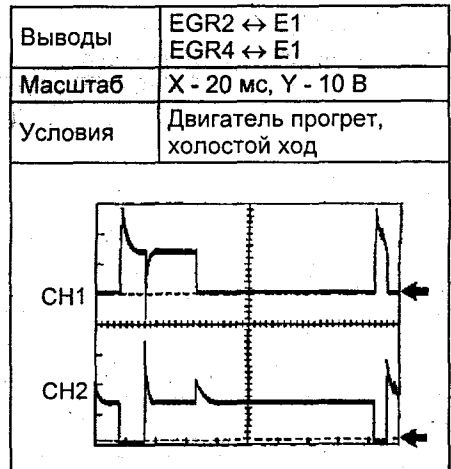 Выводы
EGR2 ↔ E1
EGR4 ↔ E1
Масштаб
X - 20 мс, Y - 10 В
Условия
Двигатель прогрет,
холостой ход
CH1
CH2